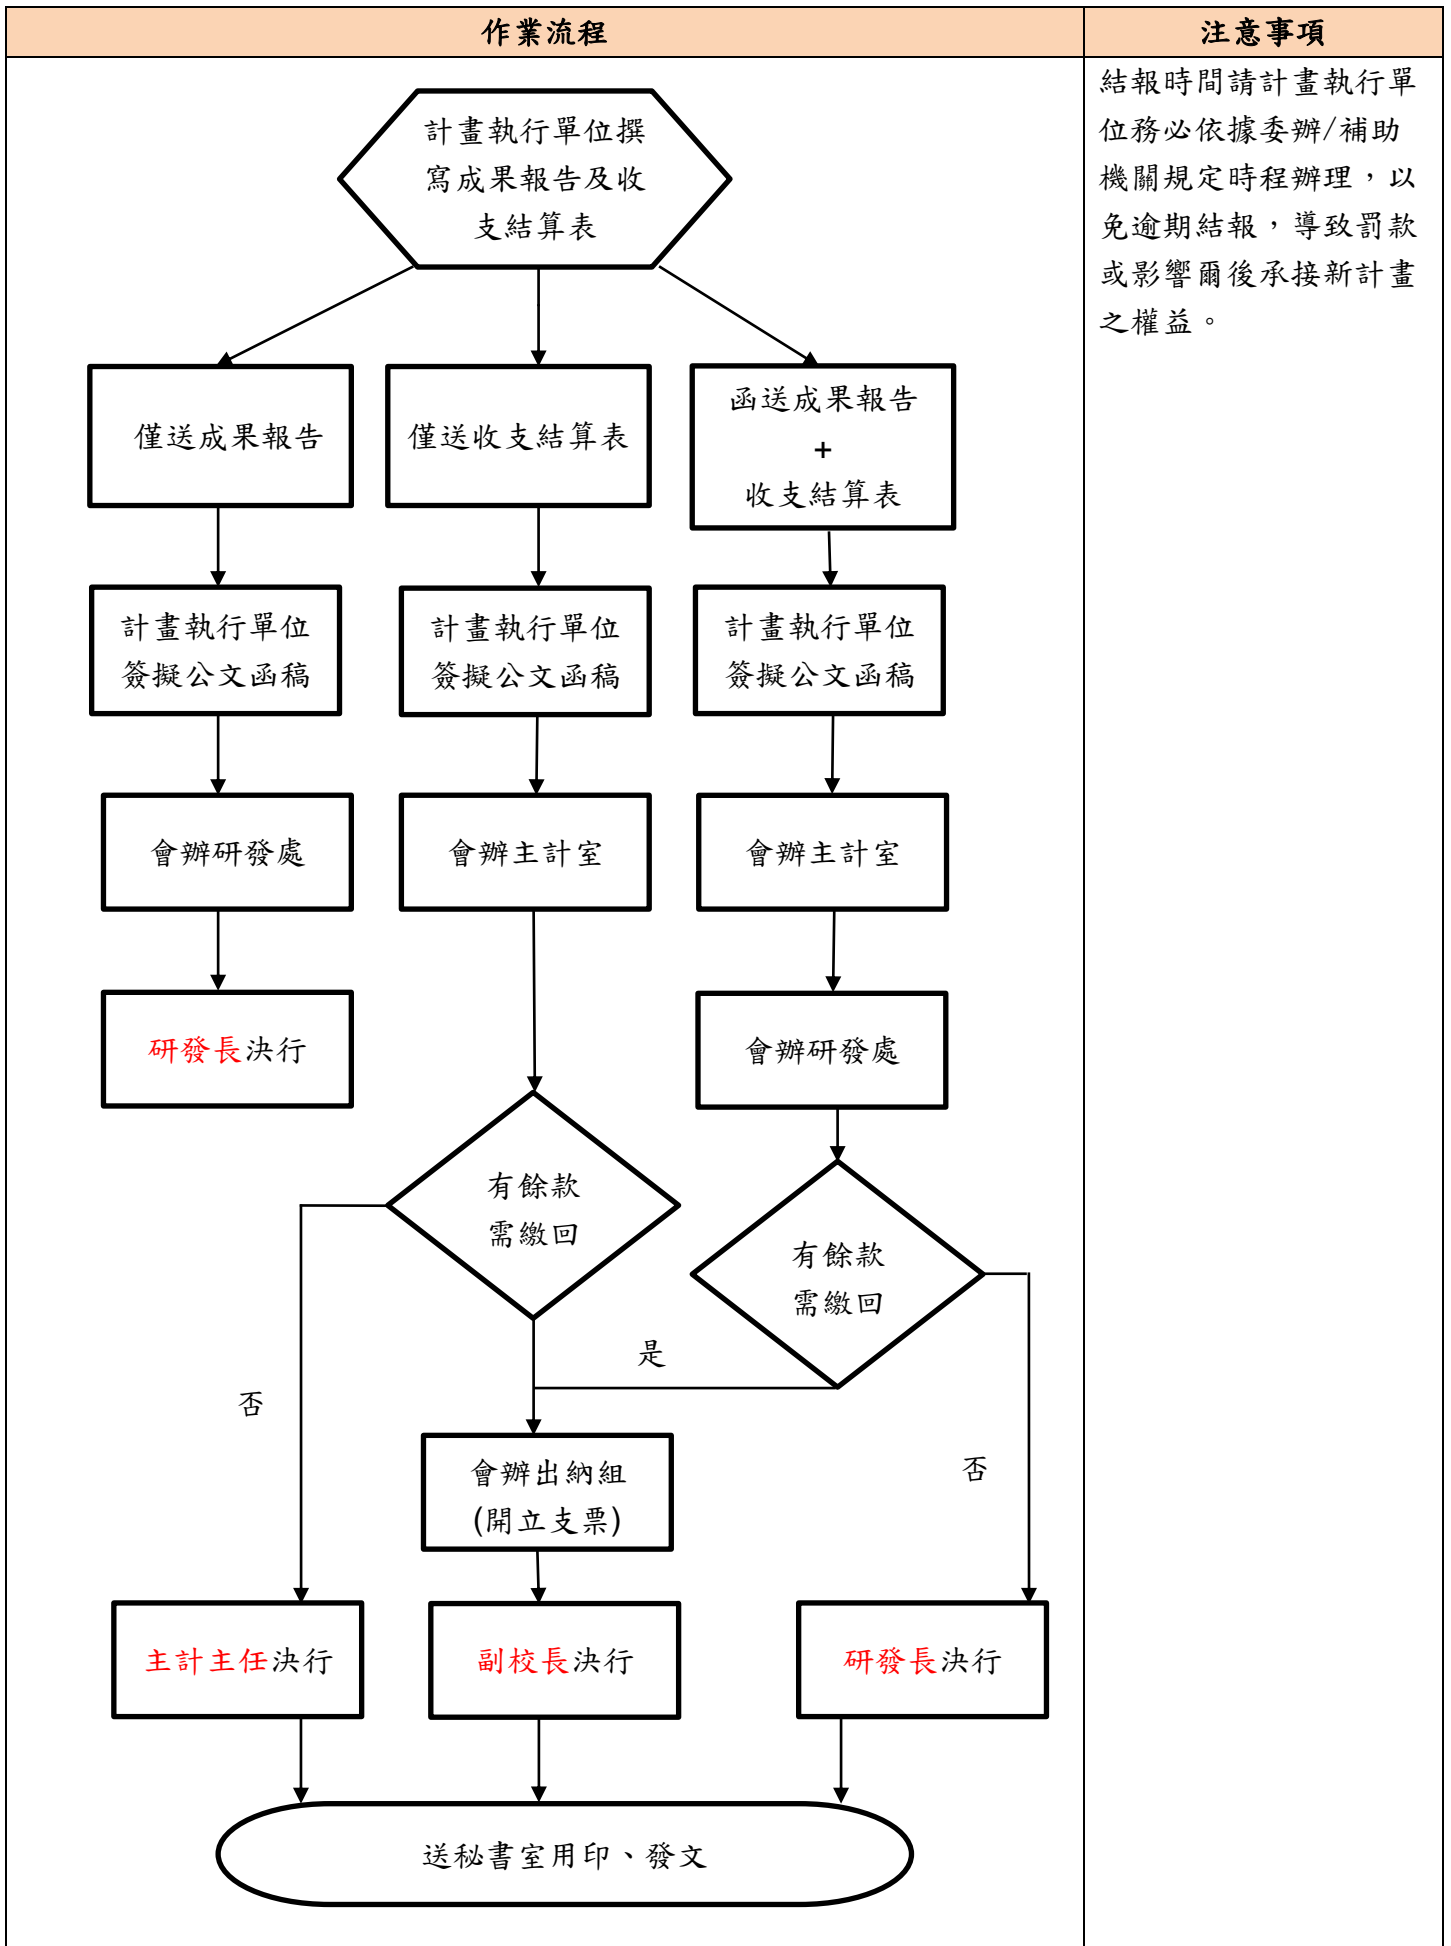 作業流程
注意事項
計畫執行單位撰
寫成果報告及收
支結算表
結報時間請計畫執行單
位務必依據委辦/補助
機關規定時程辦理，以
免逾期結報，導致罰款
或影響爾後承接新計畫
之權益。
僅送成果報告
僅送收支結算表
函送成果報告
+
收支結算表
計畫執行單位
簽擬公文函稿
計畫執行單位
簽擬公文函稿
計畫執行單位
簽擬公文函稿
會辦研發處
會辦主計室
會辦主計室
研發長決行
會辦研發處
有餘款
需繳回
有餘款
需繳回
是
否
否
會辦出納組
(開立支票)
主計主任決行
副校長決行
研發長決行
送秘書室用印、發文